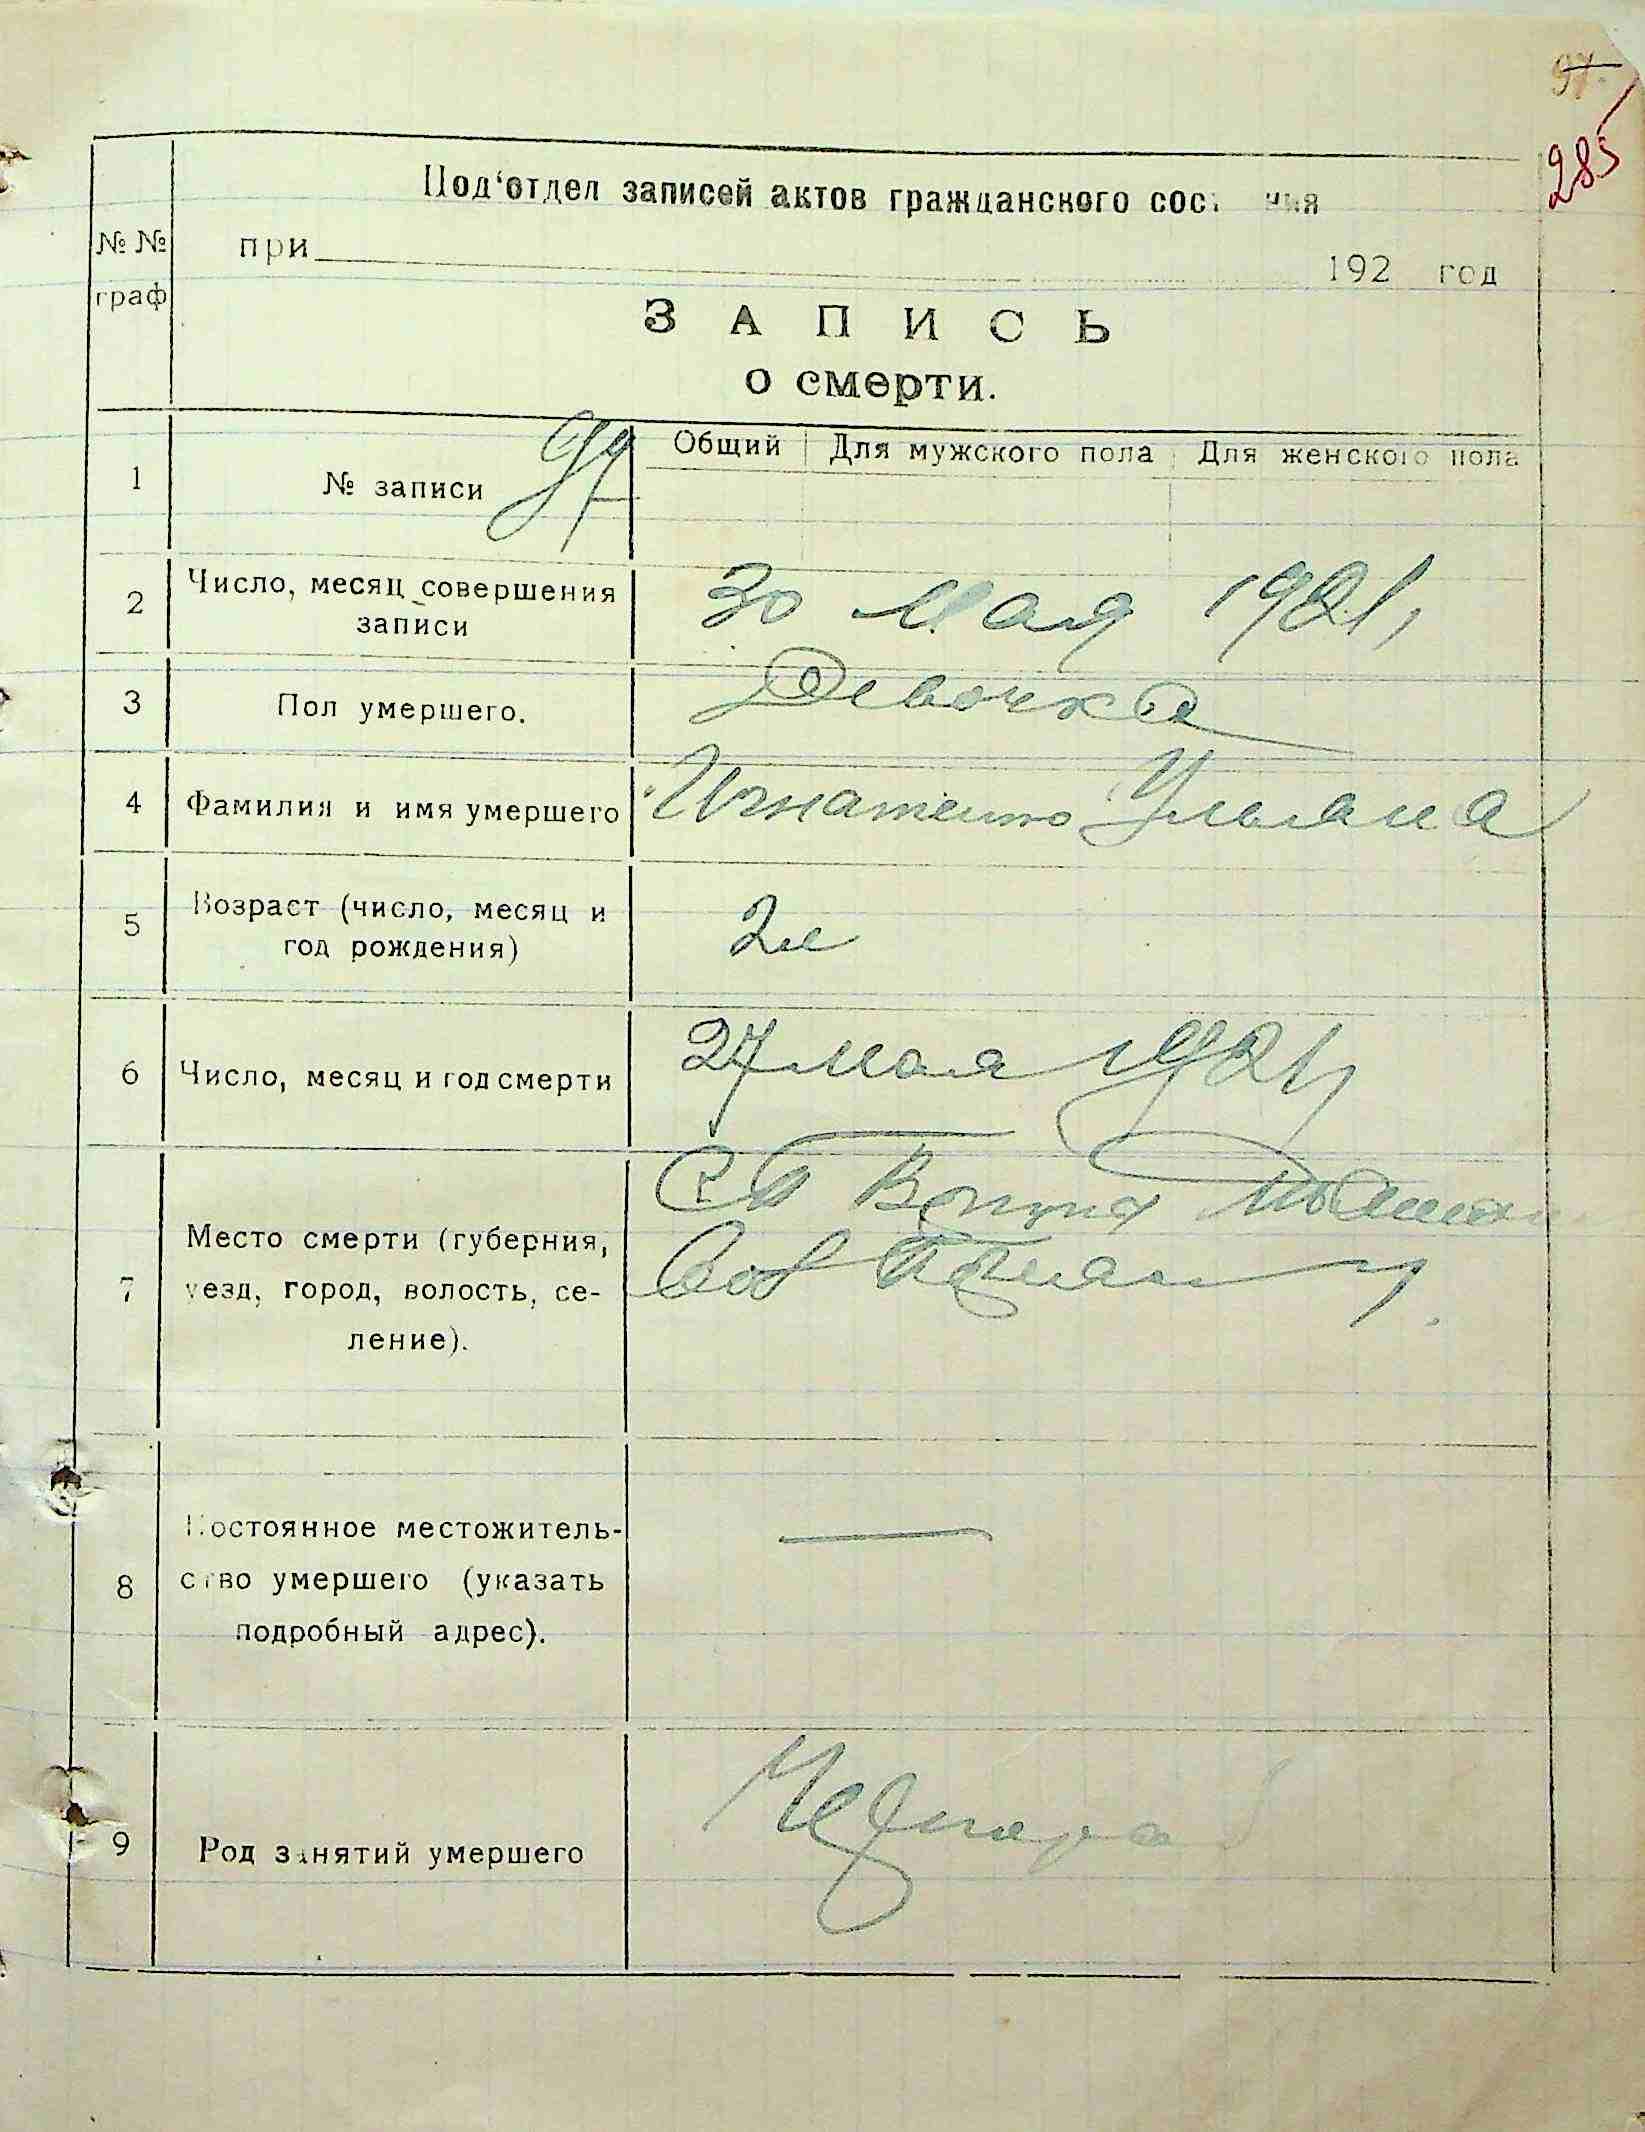 97.
285
Под‘отдел записей актов гражданского
№ № граф
при 192 год
ЗАПИСЬ
о смерти.
1
№ записи
Общий Для мужского пола Для женского пола
2
Число, месяц совершения
записи
30 Мая 1921,
3
Пол умершего.
Девочка
4
Фамилия и имя умершего
Игнатенко Ульяна
5
Возраст (число, месяц и
год рождения)
6
Число, месяц и год смерти
27 мая 1921
7
Место смерти (губерния,
уезд, город, волость, се-
ление).
8
Постоянное местожитель-
ство умершего (указать
подробный адрес).
9
Род занятий умершего